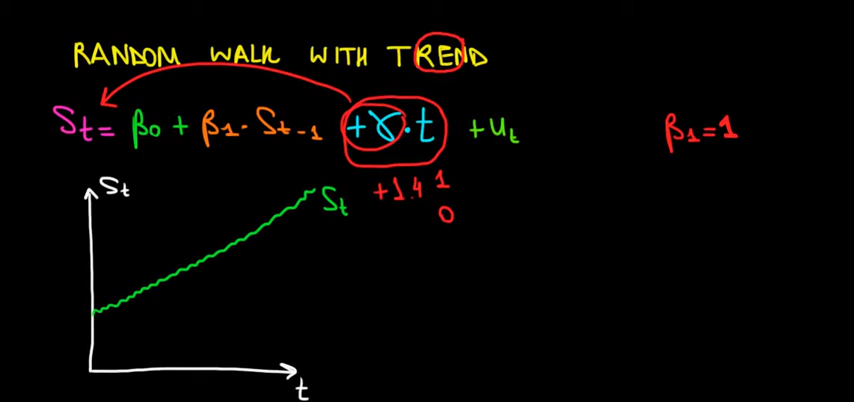 RANDOM WALK WITH TREND
St = β0 + β1 · St-1 + γ · t + ut
β1 = 1
+1.4 1
0
St
St
t